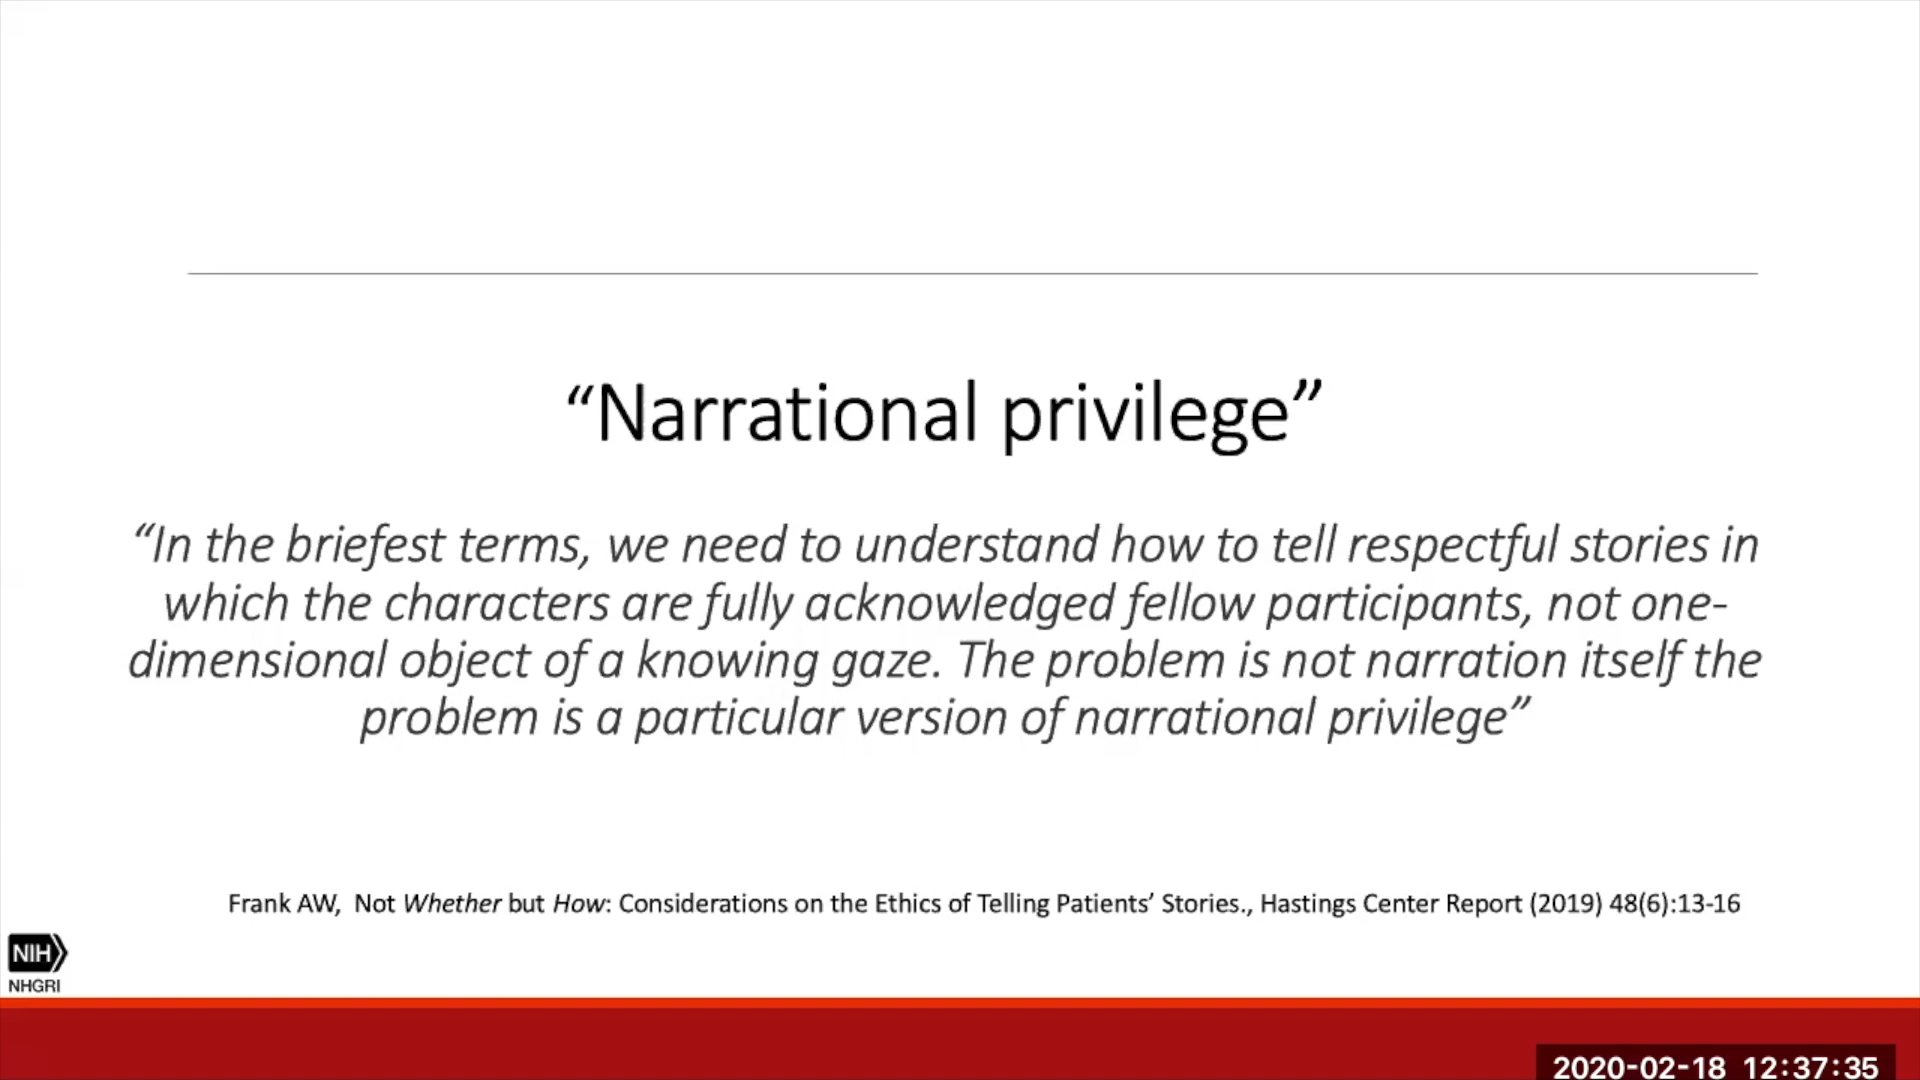 “Narrational privilege”
“In the briefest terms, we need to understand how to tell respectful stories in
which the characters are fully acknowledged fellow participants, not one-
dimensional object of a knowing gaze. The problem is not narration itself the
problem is a particular version of narrational privilege”
Frank AW, Not Whether but How: Considerations on the Ethics of Telling Patients’ Stories., Hastings Center Report (2019) 48(6):13-16
NIH
NHGRI
2020-02-18 12:37:35